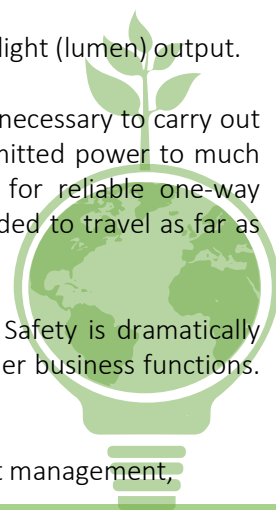 light (lumen) output.
necessary to carry out
mitted power to much
for reliable one-way
ded to travel as far as
Safety is dramatically
er business functions.
t management,